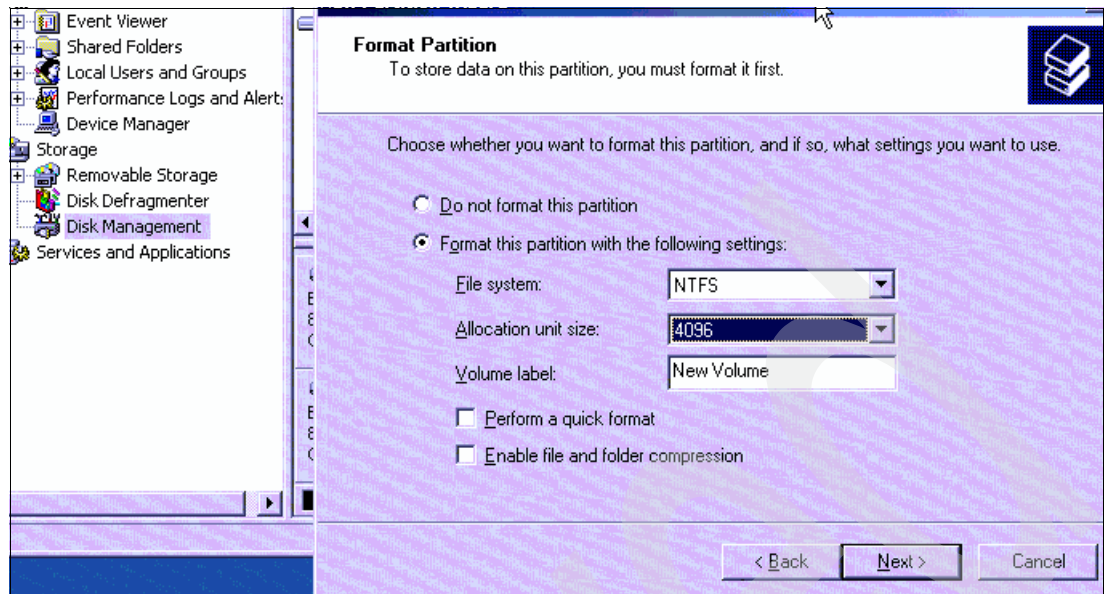 Event Viewer
Shared Folders
Local Users and Groups
Performance Logs and Alert
Device Manager
Storage
Removable Storage
Disk Defragmenter
Disk Management
Services and Applications
Format Partition
To store data on this partition, you must format it first.
Choose whether you want to format this partition, and if so, what settings you want to use.
Do not format this partition
Format this partition with the following settings:
File system: NTFS
Allocation unit size: 4096
Volume label: New Volume
Perform a quick format
Enable file and folder compression
< Back Next > Cancel